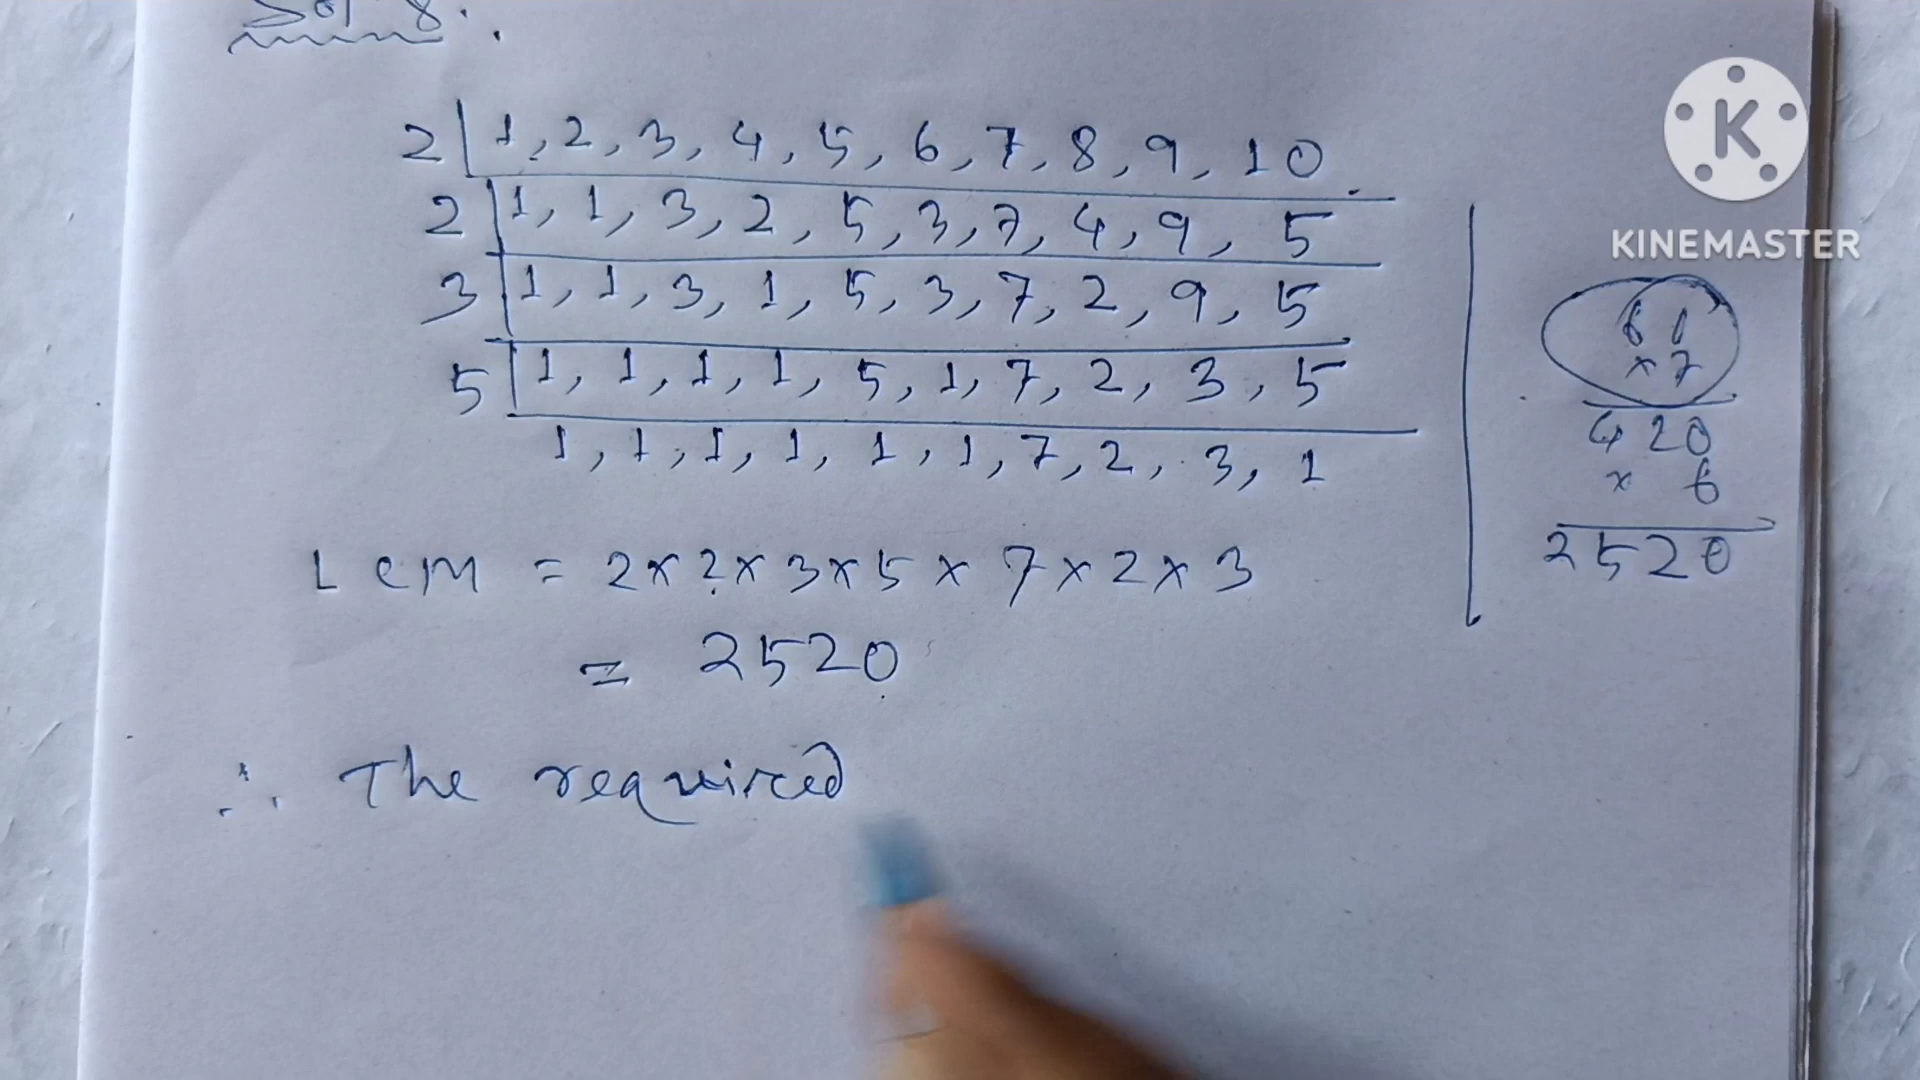 Sol 8.
2 1, 2, 3, 4, 5, 6, 7, 8, 9, 10
2 1, 1, 3, 2, 5, 3, 7, 4, 9, 5
3 1, 1, 3, 1, 5, 3, 7, 2, 9, 5
5 1, 1, 1, 1, 5, 1, 7, 2, 3, 5
1, 1, 1, 1, 1, 1, 7, 2, 3, 1
LCM = 2×2×3×5×7×2×3
= 2520
∴ The required
K
KINEMASTER
60
×7
420
× 6
2520